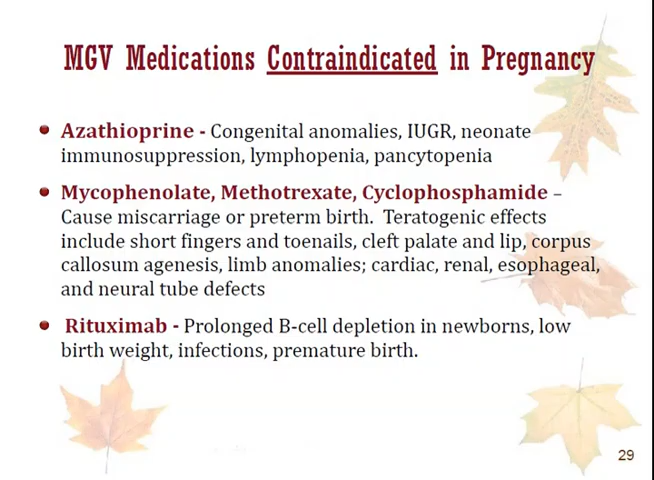 MGV Medications Contraindicated in Pregnancy
Azathioprine - Congenital anomalies, IUGR, neonate
immunosuppression, lymphopenia, pancytopenia
Mycophenolate, Methotrexate, Cyclophosphamide –
Cause miscarriage or preterm birth. Teratogenic effects
include short fingers and toenails, cleft palate and lip, corpus
callosum agenesis, limb anomalies; cardiac, renal, esophageal,
and neural tube defects
Rituximab - Prolonged B-cell depletion in newborns, low
birth weight, infections, premature birth.
29